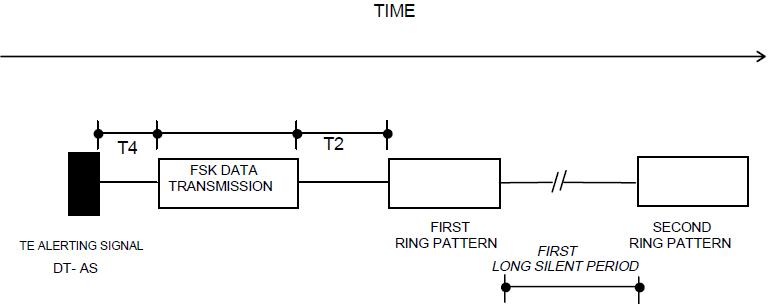 TIME
T4
T2
FSK DATA
TRANSMISSION
TE ALERTING SIGNAL
DT- AS
FIRST
RING PATTERN
FIRST
LONG SILENT PERIOD
SECOND
RING PATTERN